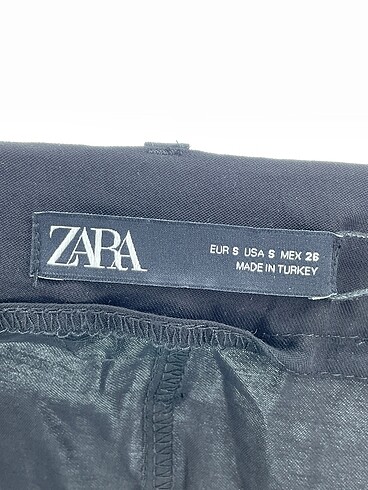 ZARA
EUR S USA S MEX 26
MADE IN TURKEY